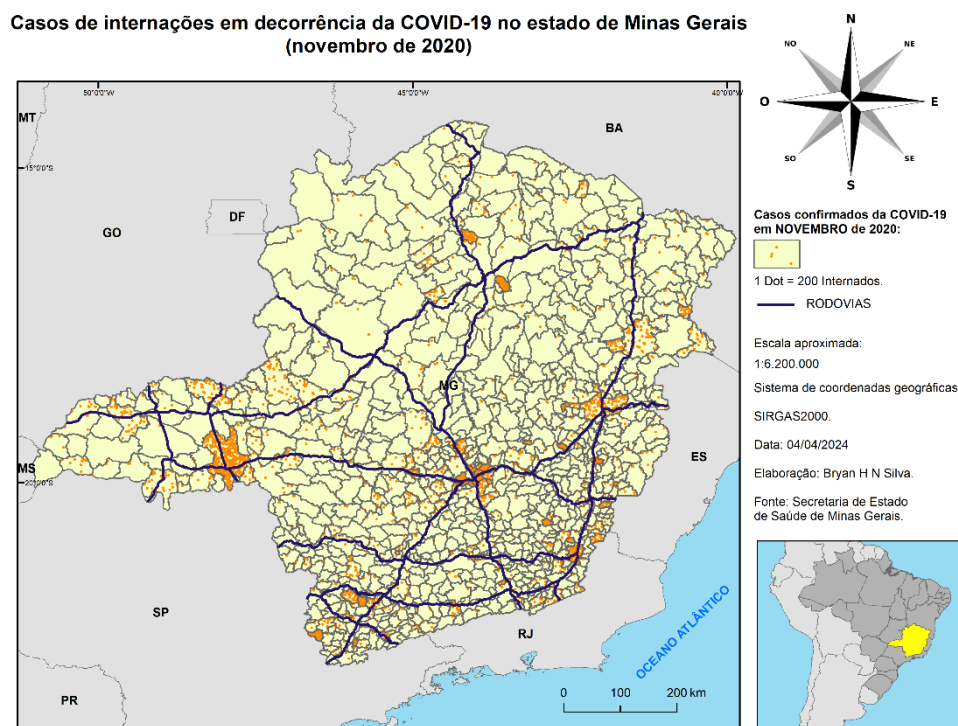 Casos de internações em decorrência da COVID-19 no estado de Minas Gerais
(novembro de 2020)
N
NO
NE
O
E
SO
SE
S
50°0'0"W
45°0'0"W
40°0'0"W
MT
BA
15°0'0"S
DF
GO
MG
MS
20°0'0"S
ES
SP
RJ
PR
OCEANO ATLÂNTICO
0 100 200 km
Casos confirmados da COVID-19
em NOVEMBRO de 2020:
1 Dot = 200 Internados.
RODOVIAS
Escala aproximada:
1:6.200.000
Sistema de coordenadas geográficas
SIRGAS2000.
Data: 04/04/2024
Elaboração: Bryan H N Silva.
Fonte: Secretaria de Estado
de Saúde de Minas Gerais.